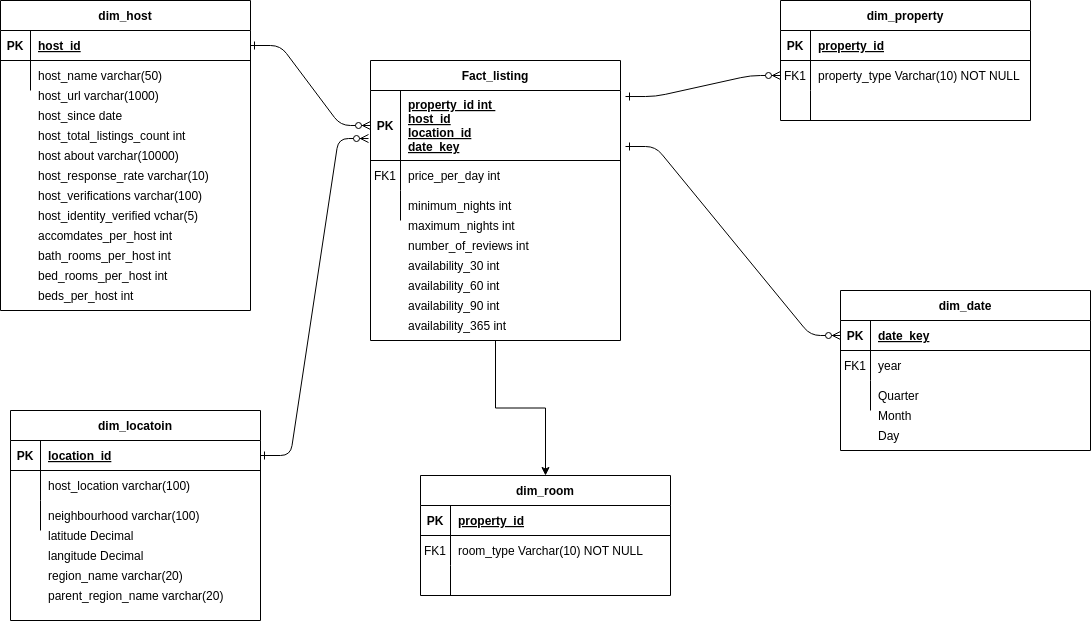 dim_host
PK host_id
host_name varchar(50)
host_url varchar(1000)
host_since date
host_total_listings_count int
host about varchar(10000)
host_response_rate varchar(10)
host_verifications varchar(100)
host_identity_verified vchar(5)
accomdates_per_host int
bath_rooms_per_host int
bed_rooms_per_host int
beds_per_host int
Fact_listing
PK
property_id int
host_id
location_id
date_key
FK1 price_per_day int
minimum_nights int
maximum_nights int
number_of_reviews int
availability_30 int
availability_60 int
availability_90 int
availability_365 int
dim_property
PK property_id
FK1 property_type Varchar(10) NOT NULL
dim_date
PK date_key
FK1 year
Quarter
Month
Day
dim_locatoin
PK location_id
host_location varchar(100)
neighbourhood varchar(100)
latitude Decimal
langitude Decimal
region_name varchar(20)
parent_region_name varchar(20)
dim_room
PK property_id
FK1 room_type Varchar(10) NOT NULL